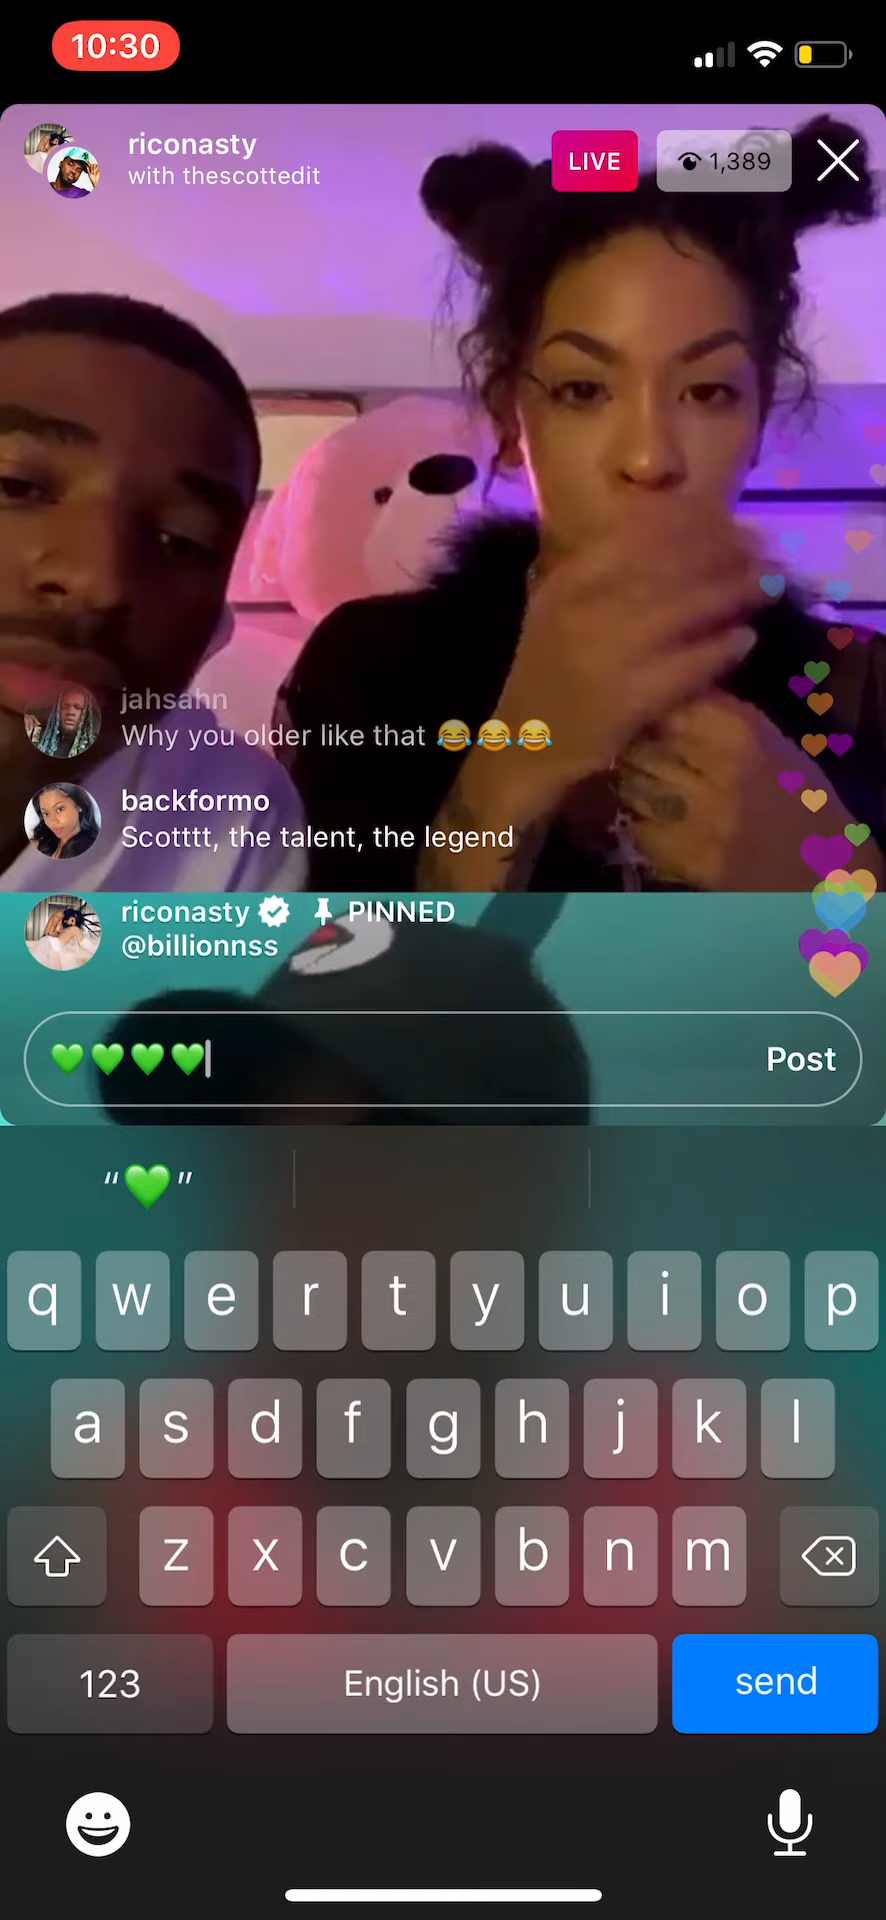 10:30
riconasty
with thescottedit
LIVE
1,389
jahsahn
Why you older like that 😂😂😂
backformo
Scotttt, the talent, the legend
riconasty PINNED
@billionnss
💚💚💚💚
Post
“💚”
q w e r t y u i o p
a s d f g h j k l
z x c v b n m
123
English (US)
send